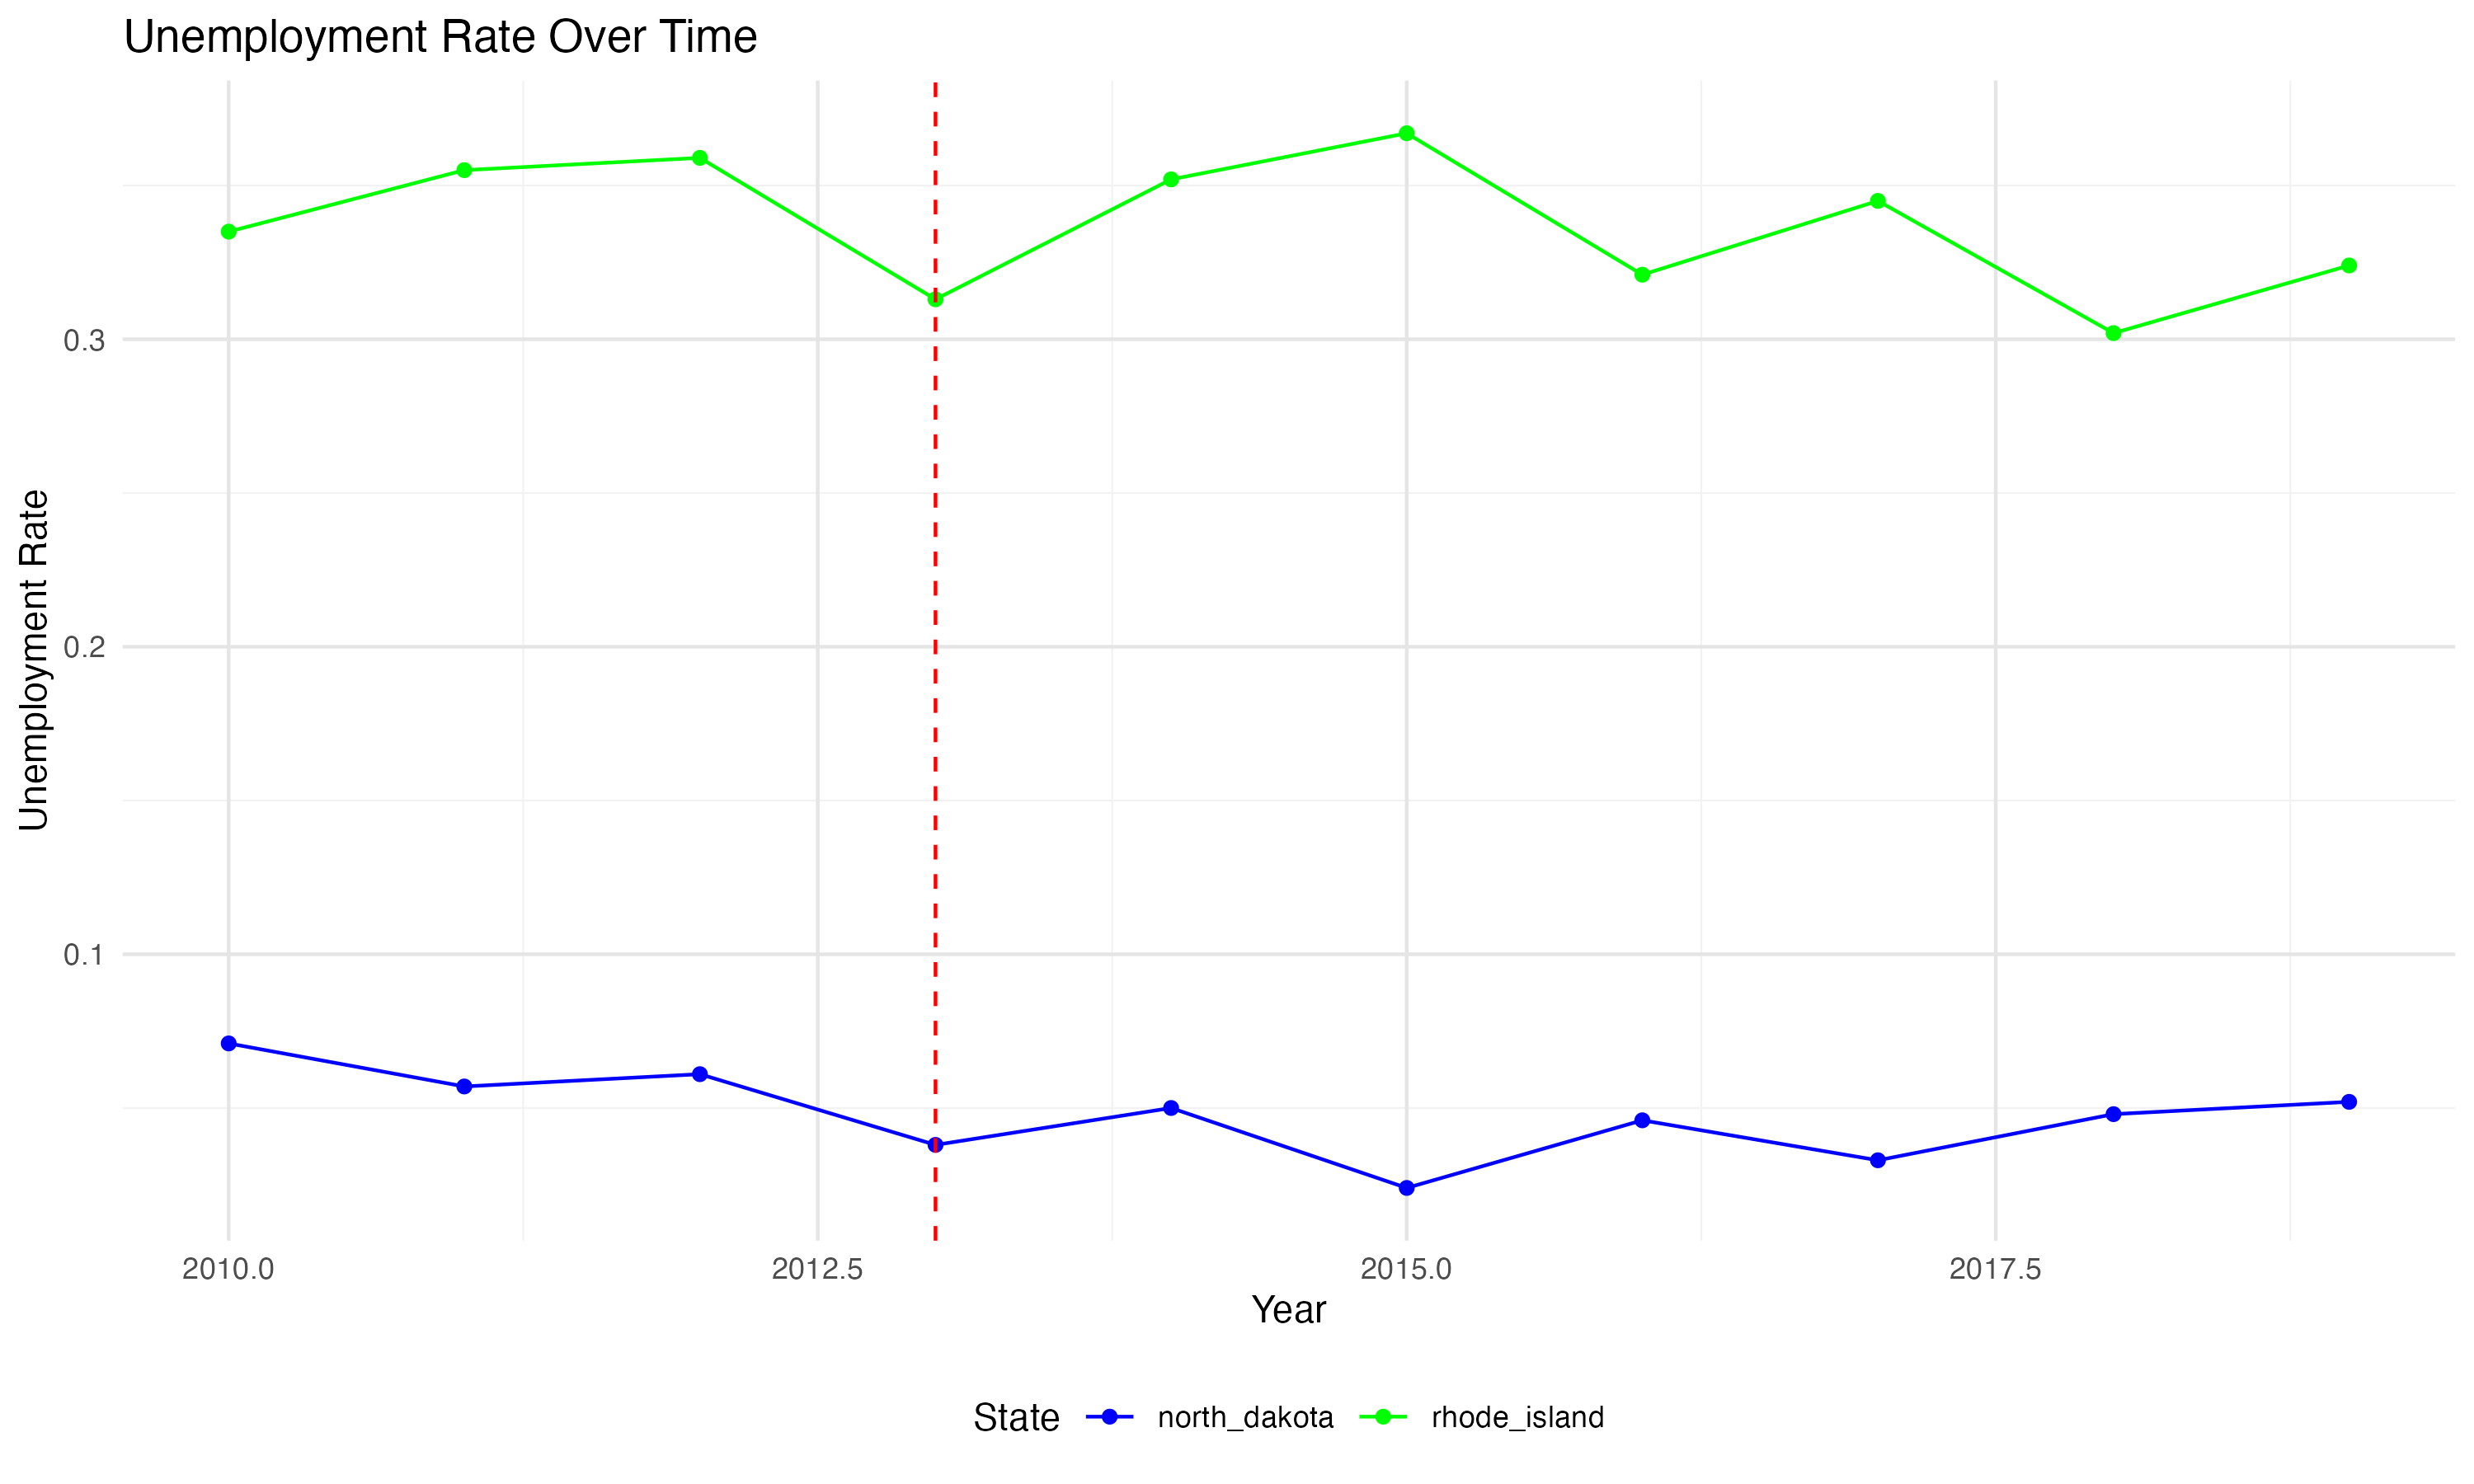 Unemployment Rate Over Time
Unemployment Rate
0.3
0.2
0.1
2010.0 2012.5 2015.0 2017.5
Year
State north_dakota rhode_island